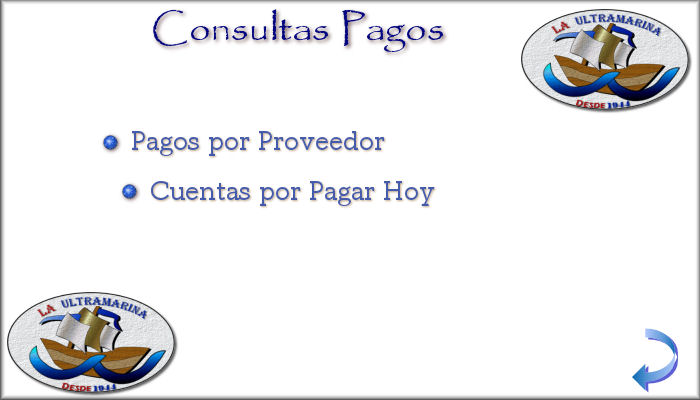 Consultas Pagos
LA ULTRAMARINA
DESDE 1944
Pagos por Proveedor
Cuentas por Pagar Hoy
LA ULTRAMARINA
DESDE 1944